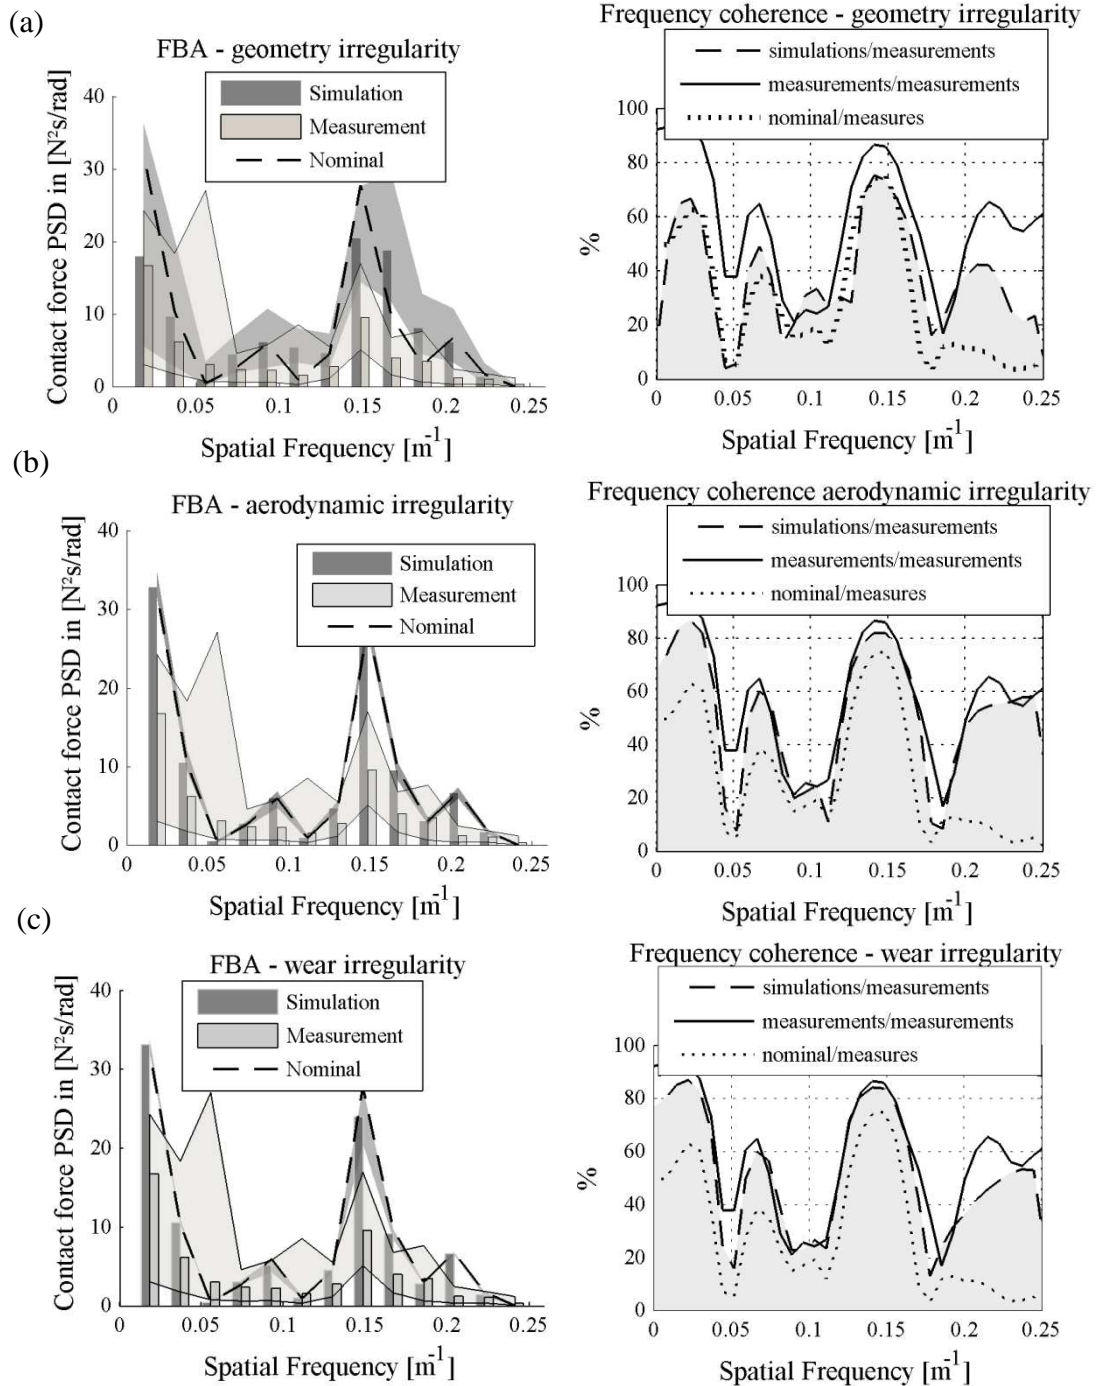 (a)
FBA - geometry irregularity
Simulation
Measurement
Nominal
Contact force PSD in [N²s/rad]
40
30
20
10
0
0
0.05
0.1
0.15
0.2
0.25
Spatial Frequency [m⁻¹]
Frequency coherence - geometry irregularity
simulations/measurements
measurements/measurements
nominal/measures
%
100
80
60
40
20
0
0
0.05
0.1
0.15
0.2
0.25
Spatial Frequency [m⁻¹]
(b)
FBA - aerodynamic irregularity
Simulation
Measurement
Nominal
Contact force PSD in [N²s/rad]
40
30
20
10
0
0
0.05
0.1
0.15
0.2
0.25
Spatial Frequency [m⁻¹]
Frequency coherence aerodynamic irregularity
simulations/measurements
measurements/measurements
nominal/measures
%
100
80
60
40
20
0
0
0.05
0.1
0.15
0.2
0.25
Spatial Frequency [m⁻¹]
(c)
FBA - wear irregularity
Simulation
Measurement
Nominal
Contact force PSD in [N²s/rad]
40
30
20
10
0
0
0.05
0.1
0.15
0.2
0.25
Spatial Frequency [m⁻¹]
Frequency coherence - wear irregularity
simulations/measurements
measurements/measurements
nominal/measures
%
100
80
60
40
20
0
0
0.05
0.1
0.15
0.2
0.25
Spatial Frequency [m⁻¹]